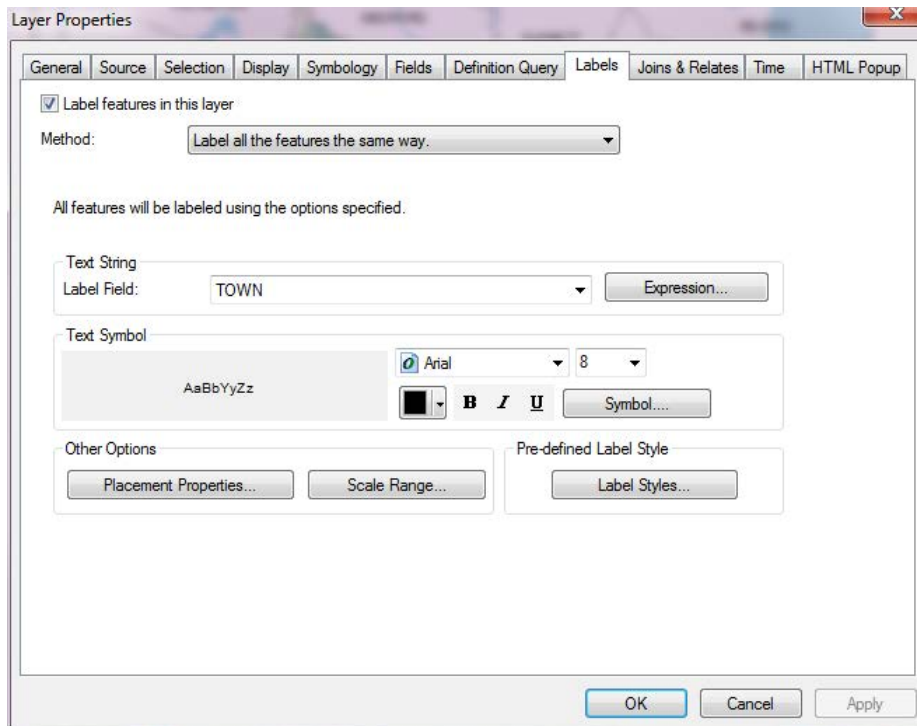 Layer Properties
General Source Selection Display Symbology Fields Definition Query Labels Joins & Relates Time HTML Popup
Label features in this layer
Method: Label all the features the same way.
All features will be labeled using the options specified.
Text String
Label Field: TOWN Expression...
Text Symbol
AaBbYyZz
Arial 8
B I U Symbol....
Other Options
Placement Properties... Scale Range...
Pre-defined Label Style
Label Styles...
OK Cancel Apply